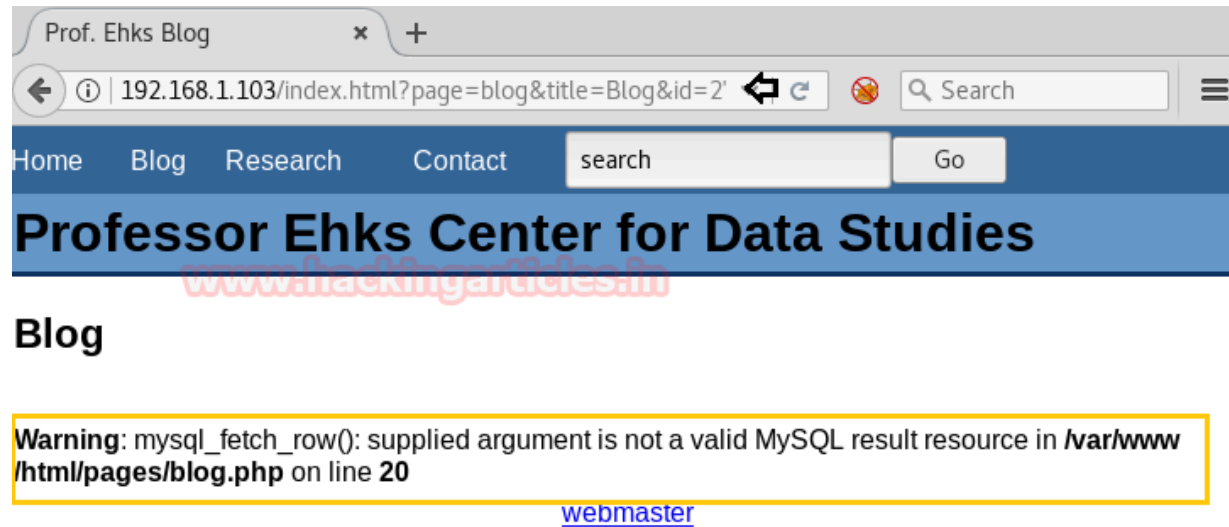 Prof. Ehks Blog
192.168.1.103/index.html?page=blog&title=Blog&id=2'
Search
Home Blog Research Contact search Go
Professor Ehks Center for Data Studies
www.hackingarticles.in
Blog
Warning: mysql_fetch_row(): supplied argument is not a valid MySQL result resource in /var/www
/html/pages/blog.php on line 20
webmaster